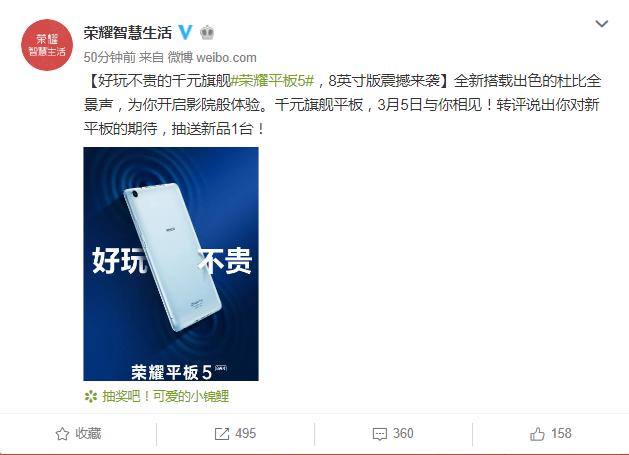 荣耀
智慧生活
荣耀智慧生活
50分钟前 来自 微博 weibo.com
【好玩不贵的千元旗舰#荣耀平板5#，8英寸版震撼来袭】全新搭载出色的杜比全
景声，为你开启影院般体验。千元旗舰平板，3月5日与你相见！转评说出你对新
平板的期待，抽送新品1台！
好玩 不贵
荣耀平板5
抽奖吧！可爱的小锦鲤
收藏 495 360 158